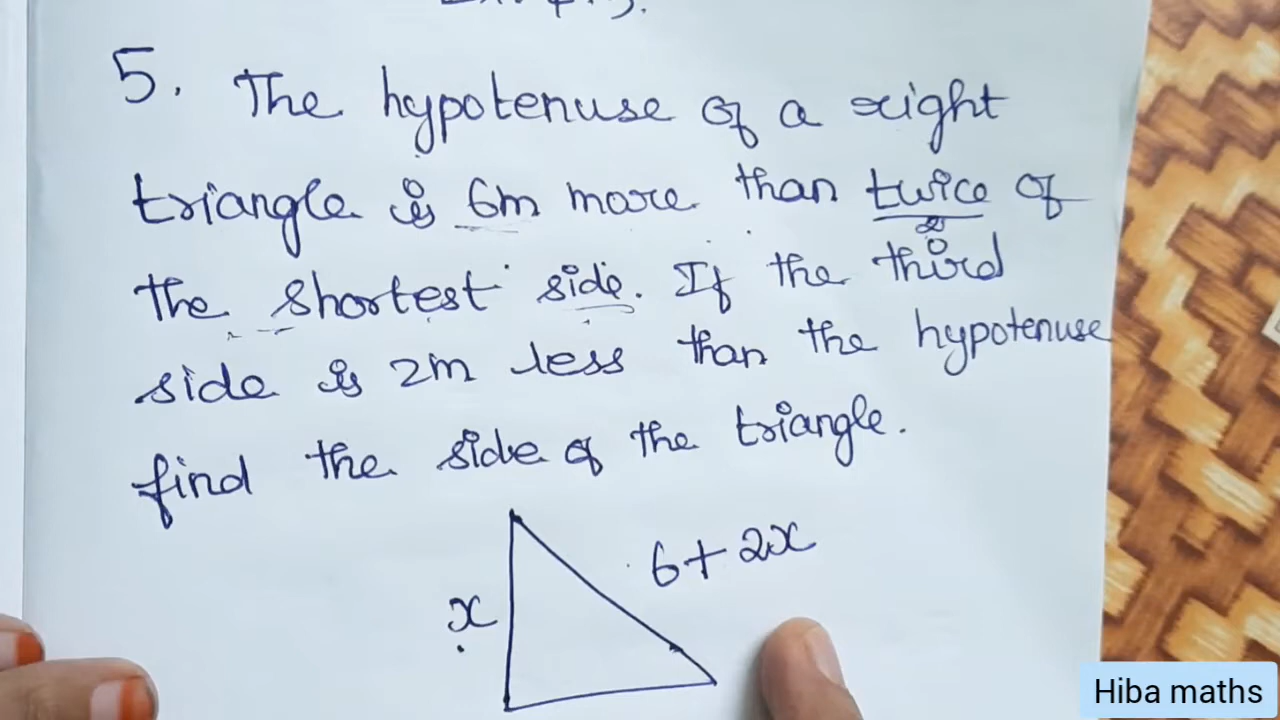 5. The hypotenuse of a right
triangle is 6m more than twice of
the shortest side. If the third
side is 2m less than the hypotenuse
find the side of the triangle.
6+2x
x
Hiba maths